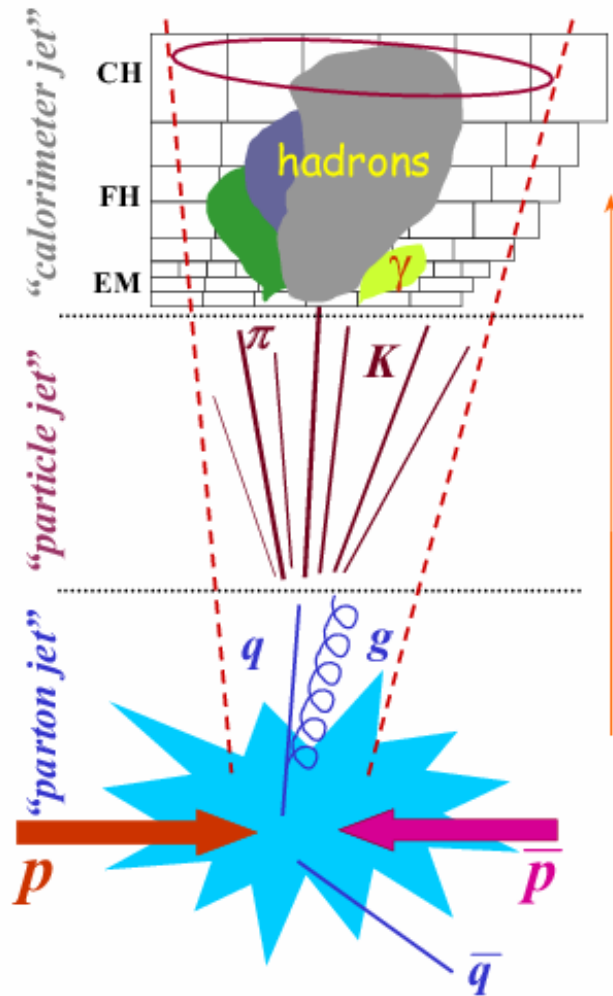 “calorimeter jet”
CH
FH
EM
hadrons
γ
“particle jet”
π
K
“parton jet”
q
g
p
p̅
q̅